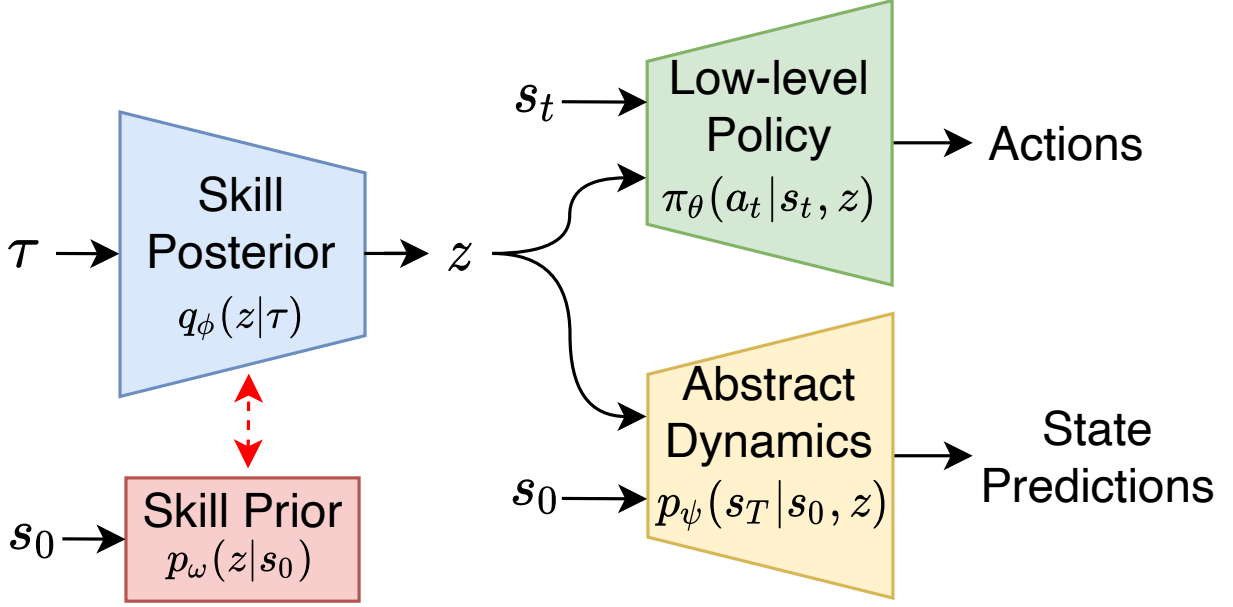 τ
Skill
Posterior
q_ϕ(z|τ)
z
s_0
Skill Prior
p_ω(z|s_0)
s_t
Low-level
Policy
π_θ(a_t|s_t, z)
Actions
s_0
Abstract
Dynamics
p_ψ(s_T|s_0, z)
State
Predictions